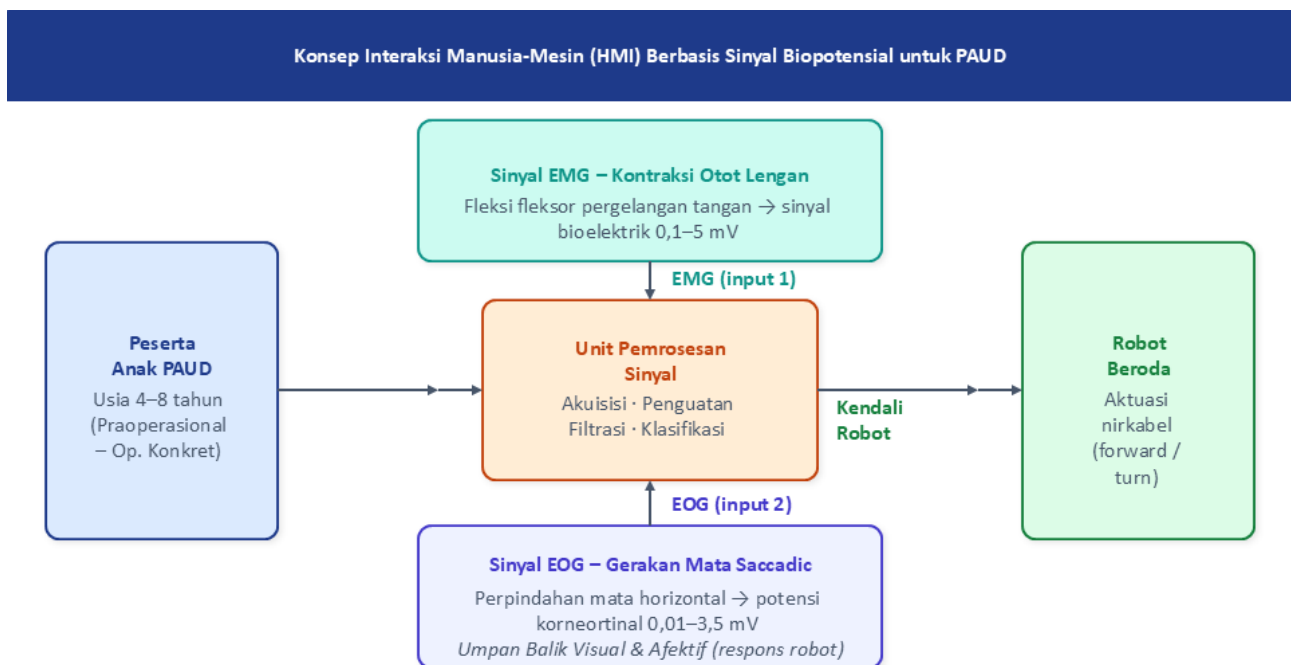 Konsep Interaksi Manusia-Mesin (HMI) Berbasis Sinyal Biopotensial untuk PAUD
Sinyal EMG – Kontraksi Otot Lengan
Fleksi fleksor pergelangan tangan → sinyal
bioelektrik 0,1–5 mV
EMG (input 1)
Peserta
Anak PAUD
Usia 4–8 tahun
(Praoperasional
– Op. Konkret)
Unit Pemrosesan
Sinyal
Akuisisi · Penguatan
Filtrasi · Klasifikasi
Kendali
Robot
Robot
Beroda
Aktuasi
nirkabel
(forward /
turn)
EOG (input 2)
Sinyal EOG – Gerakan Mata Saccadic
Perpindahan mata horizontal → potensi
korneortinal 0,01–3,5 mV
Umpan Balik Visual & Afektif (respons robot)